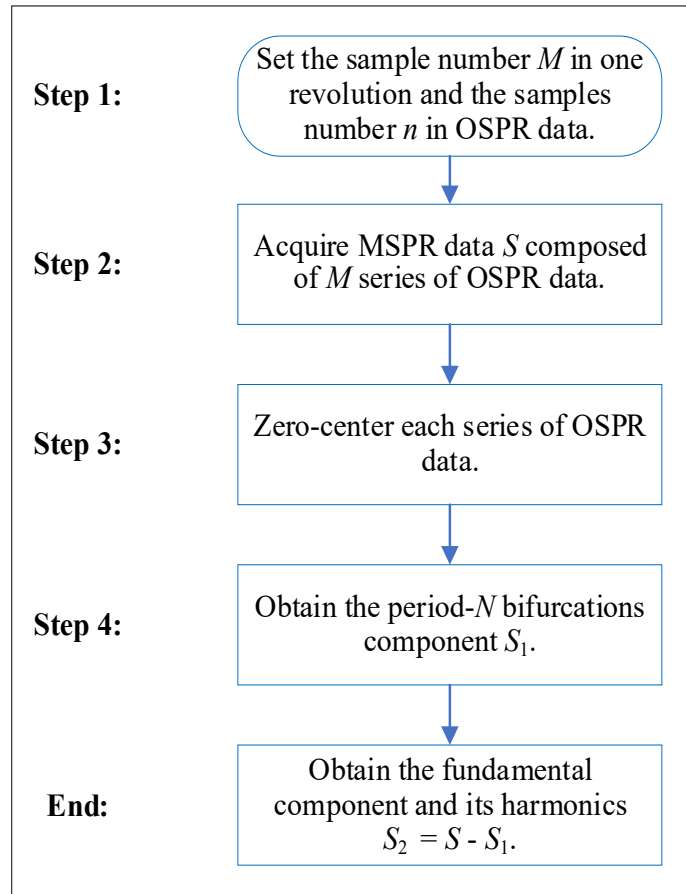 Step 1:
Set the sample number M in one
revolution and the samples
number n in OSPR data.
Step 2:
Acquire MSPR data S composed
of M series of OSPR data.
Step 3:
Zero-center each series of OSPR
data.
Step 4:
Obtain the period-N bifurcations
component S₁.
End:
Obtain the fundamental
component and its harmonics
S₂ = S - S₁.